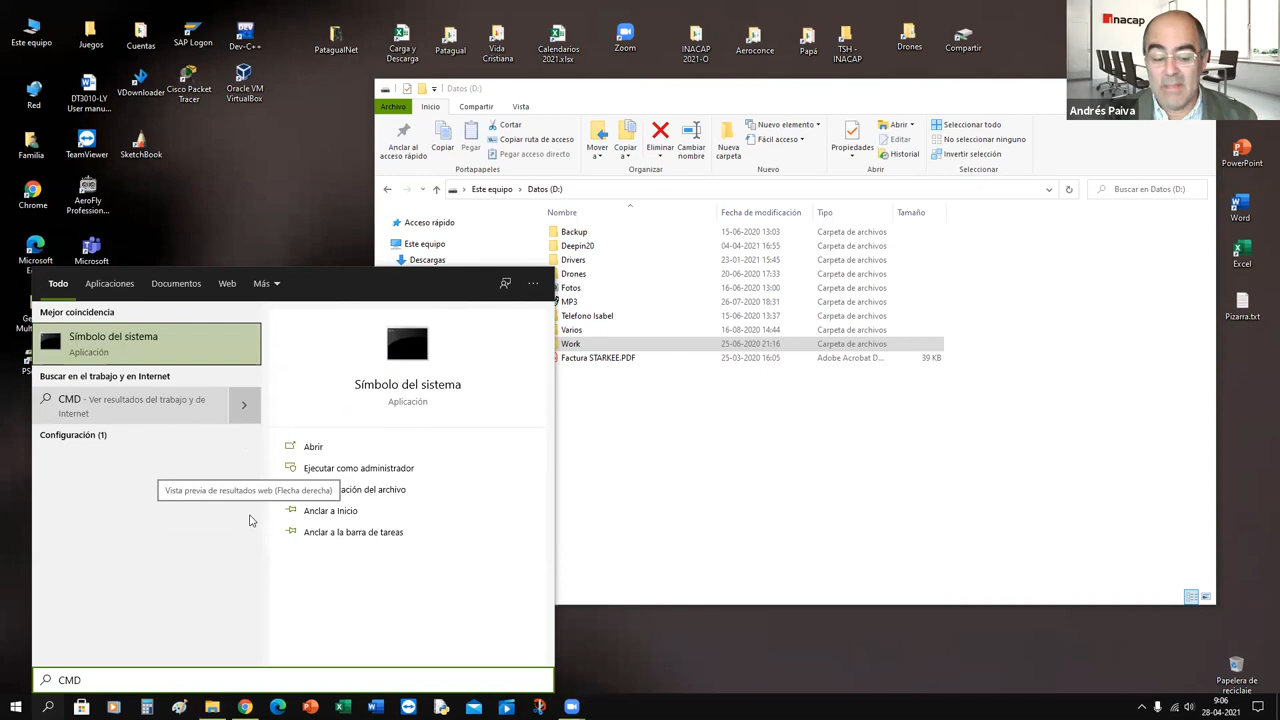 Este equipo
Juegos
Cuentas
SAP Logon
Dev-C++
PatagualNet
Carga y
Descarga
Patagual
Vida
Cristiana
Calendarios
2021.xlsx
Zoom
INACAP
2021-O
Aeroconce
Papá
TSH -
INACAP
Drones
Compartir
inacap
Andrés Paiva
Red
DT3010-LY
User manu...
VDownloader
Cisco Packet
Tracer
Oracle VM
VirtualBox
Familia
TeamViewer
SketchBook
Chrome
AeroFly
Profession...
Microsoft
Edge
Microsoft
Teams
PowerPoint
Word
Excel
Pizarra.txt
Papelera de
reciclaje
Datos (D:)
Archivo
Inicio
Compartir
Vista
Anclar al
acceso rápido
Copiar
Pegar
Cortar
Copiar ruta de acceso
Pegar acceso directo
Portapapeles
Mover
a
Copiar
a
Eliminar
Cambiar
nombre
Organizar
Nueva
carpeta
Nuevo elemento
Fácil acceso
Nuevo
Propiedades
Abrir
Editar
Historial
Abrir
Seleccionar todo
No seleccionar ninguno
Invertir selección
Seleccionar
Este equipo > Datos (D:)
Buscar en Datos (D:)
Acceso rápido
Este equipo
Descargas
Nombre Fecha de modificación Tipo Tamaño
Backup 15-06-2020 13:03 Carpeta de archivos
Deepin20 04-04-2021 16:55 Carpeta de archivos
Drivers 23-01-2021 15:45 Carpeta de archivos
Drones 20-06-2020 17:33 Carpeta de archivos
Fotos 16-06-2020 13:00 Carpeta de archivos
MP3 26-07-2020 18:31 Carpeta de archivos
Telefono Isabel 15-06-2020 13:37 Carpeta de archivos
Varios 16-08-2020 14:44 Carpeta de archivos
Work 25-06-2020 21:16 Carpeta de archivos
Factura STARKEE.PDF 25-03-2020 16:05 Adobe Acrobat D... 39 KB
Todo
Aplicaciones
Documentos
Web
Más
Mejor coincidencia
Símbolo del sistema
Aplicación
Buscar en el trabajo y en Internet
CMD - Ver resultados del trabajo y de
Internet
Configuración (1)
Vista previa de resultados web (Flecha derecha)
Símbolo del sistema
Aplicación
Abrir
Ejecutar como administrador
ación del archivo
Anclar a Inicio
Anclar a la barra de tareas
CMD
9:06
28-04-2021